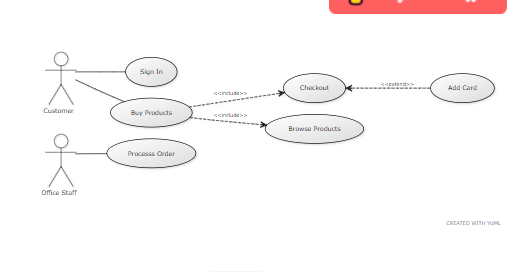 Sign In
Customer
Buy Products
<<include>>
<<include>>
Checkout
<<extend>>
Add Card
Browse Products
Office Staff
Processs Order
CREATED WITH YUML